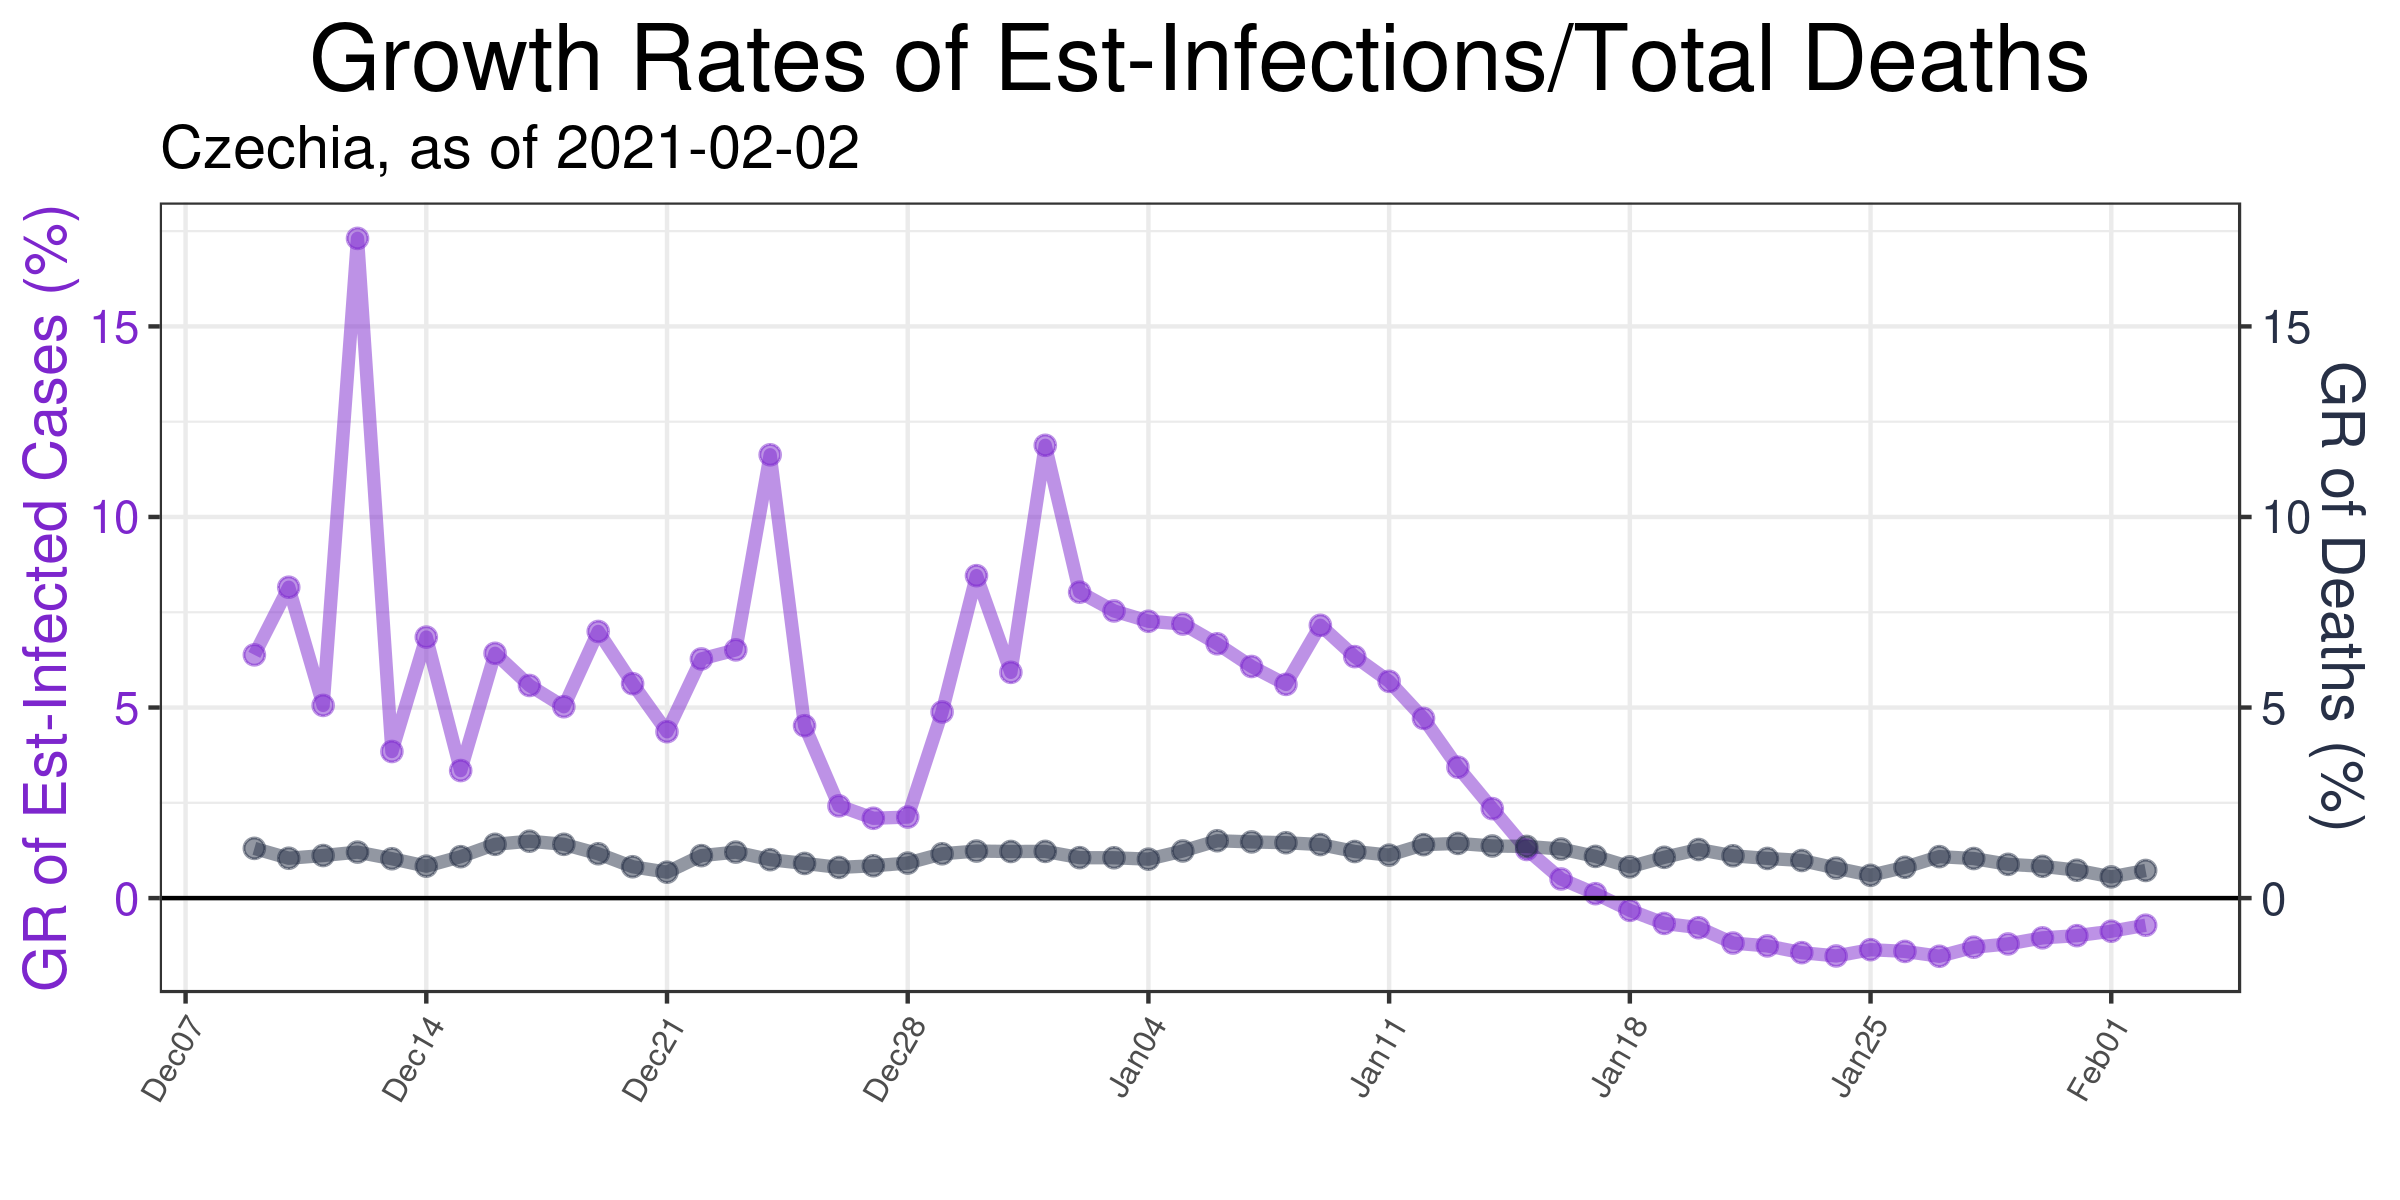 Growth Rates of Est-Infections/Total Deaths
Czechia, as of 2021-02-02
GR of Est-Infected Cases (%)
15
10
5
0
15
10
5
0
GR of Deaths (%)
Dec07
Dec14
Dec21
Dec28
Jan04
Jan11
Jan18
Jan25
Feb01